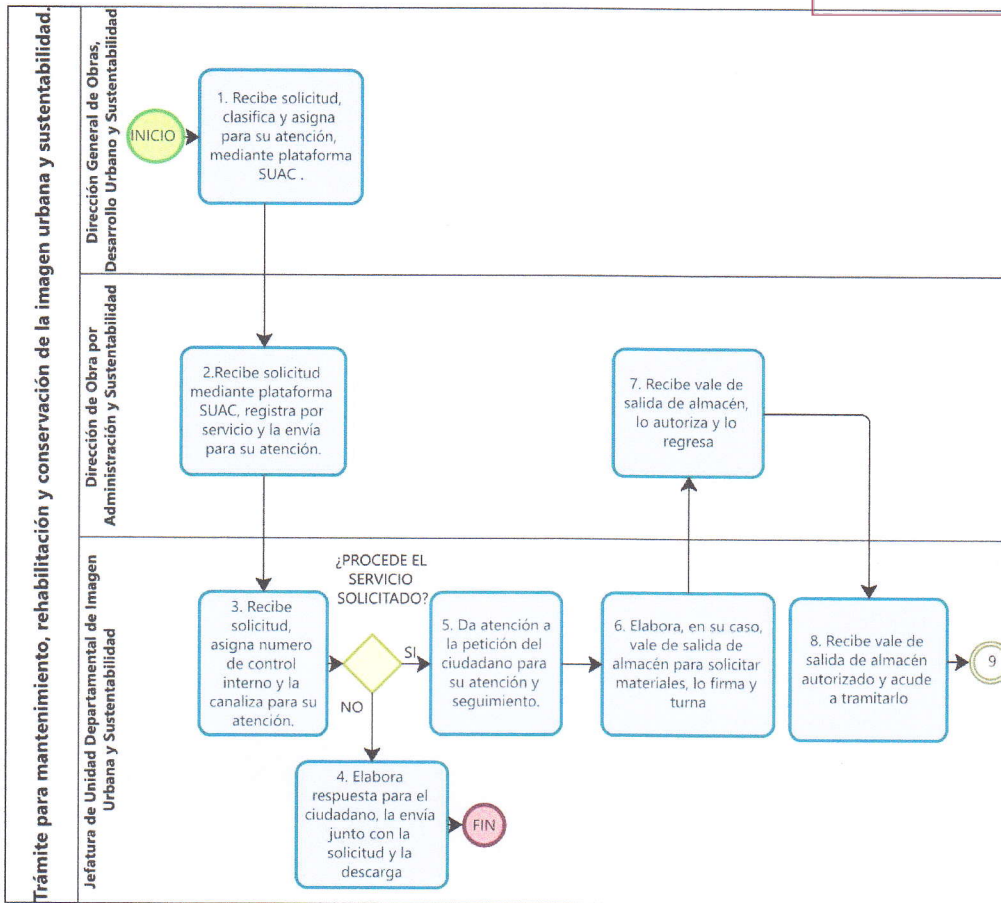 Trámite para mantenimiento, rehabilitación y conservación de la imagen urbana y sustentabilidad.
Dirección General de Obras,
Desarrollo Urbano y Sustentabilidad
INICIO
1. Recibe solicitud,
clasifica y asigna
para su atención,
mediante plataforma
SUAC .
Dirección de Obra por
Administración y Sustentabilidad
2.Recibe solicitud
mediante plataforma
SUAC, registra por
servicio y la envía
para su atención.
7. Recibe vale de
salida de almacén,
lo autoriza y lo
regresa
Jefatura de Unidad Departamental de Imagen
Urbana y Sustentabilidad
3. Recibe
solicitud,
asigna numero
de control
interno y la
canaliza para su
atención.
¿PROCEDE EL
SERVICIO
SOLICITADO?
SI
NO
4. Elabora
respuesta para el
ciudadano, la envía
junto con la
solicitud y la
descarga
FIN
5. Da atención a
la petición del
ciudadano para
su atención y
seguimiento.
6. Elabora, en su caso,
vale de salida de
almacén para solicitar
materiales, lo firma y
turna
8. Recibe vale de
salida de almacén
autorizado y acude
a tramitarlo
9